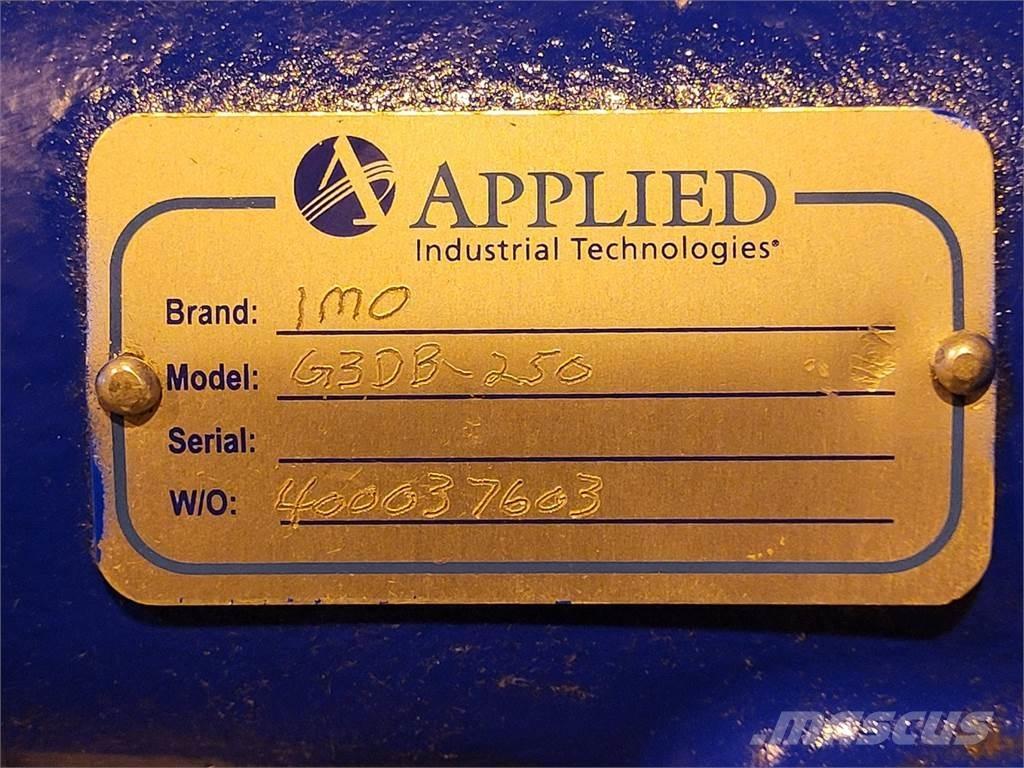 APPLIED
Industrial Technologies®
Brand: IMO
Model: G3DB-250
Serial:
W/O: 400037603
MASCUS